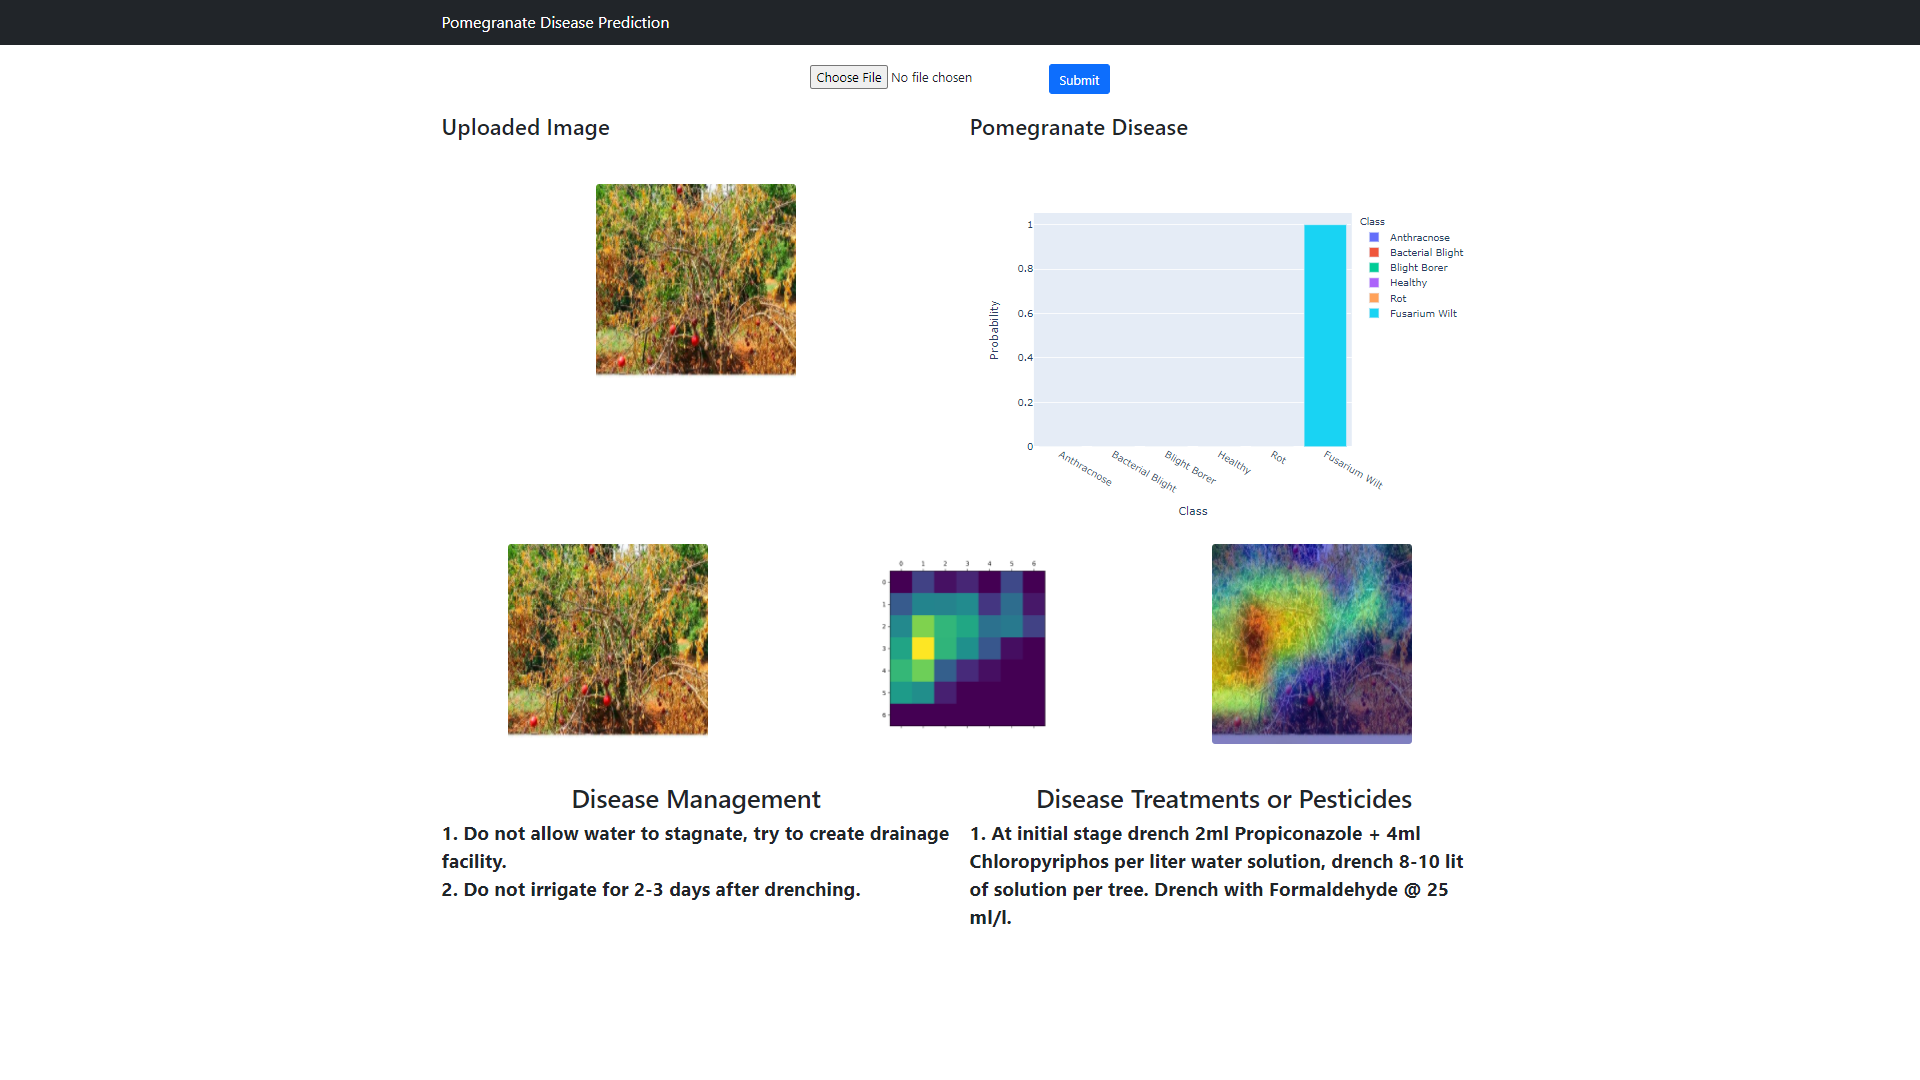 Pomegranate Disease Prediction
Choose File No file chosen
Submit
Uploaded Image
Pomegranate Disease
1
0.8
0.6
0.4
0.2
0
Probability
Anthracnose
Bacterial Blight
Blight Borer
Healthy
Rot
Fusarium Wilt
Class
Class
Anthracnose
Bacterial Blight
Blight Borer
Healthy
Rot
Fusarium Wilt
0 1 2 3 4 5 6
0
1
2
3
4
5
6
Disease Management
1. Do not allow water to stagnate, try to create drainage
facility.
2. Do not irrigate for 2-3 days after drenching.
Disease Treatments or Pesticides
1. At initial stage drench 2ml Propiconazole + 4ml
Chloropyriphos per liter water solution, drench 8-10 lit
of solution per tree. Drench with Formaldehyde @ 25
ml/l.